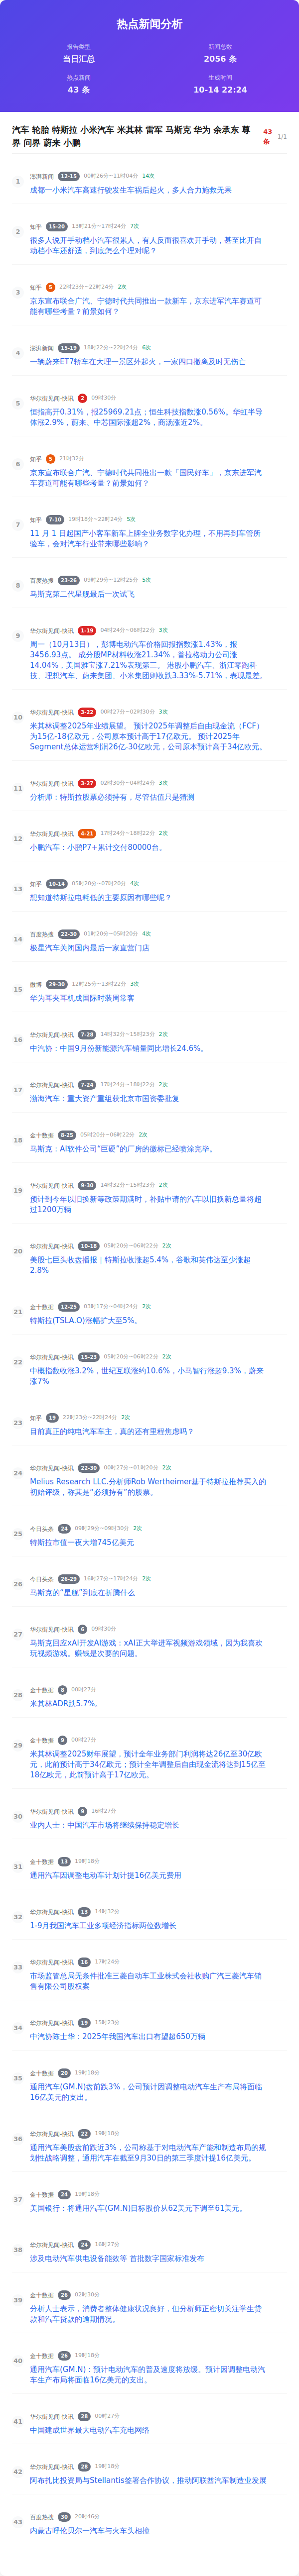 热点新闻分析
报告类型
当日汇总
新闻总数
2056 条
热点新闻
43 条
生成时间
10-14 22:24
汽车 轮胎 特斯拉 小米汽车 米其林 雷军 马斯克 华为 余承东 尊
界 问界 蔚来 小鹏
43
条
1/1
1
澎湃新闻 12-15 00时26分~11时04分 14次
成都一小米汽车高速行驶发生车祸后起火，多人合力施救无果
2
知乎 15-20 13时21分~17时24分 7次
很多人说开手动档小汽车很累人，有人反而很喜欢开手动，甚至比开自
动档小车还舒适，到底怎么个理对呢？
3
知乎 5 22时23分~22时24分 2次
京东宣布联合广汽、宁德时代共同推出一款新车，京东进军汽车赛道可
能有哪些考量？前景如何？
4
澎湃新闻 15-19 18时22分~22时24分 6次
一辆蔚来ET7轿车在大理一景区外起火，一家四口撤离及时无伤亡
5
华尔街见闻-快讯 2 09时30分
恒指高开0.31%，报25969.21点；恒生科技指数涨0.56%。华虹半导
体涨2.9%，蔚来、中芯国际涨超2%，商汤涨近2%。
6
知乎 5 21时32分
京东宣布联合广汽、宁德时代共同推出一款「国民好车」，京东进军汽
车赛道可能有哪些考量？前景如何？
7
知乎 7-10 19时18分~22时24分 5次
11 月 1 日起国产小客车新车上牌全业务数字化办理，不用再到车管所
验车，会对汽车行业带来哪些影响？
8
百度热搜 23-26 09时29分~12时25分 5次
马斯克第二代星舰最后一次试飞
9
华尔街见闻-快讯 1-19 04时24分~06时22分 3次
周一（10月13日），彭博电动汽车价格回报指数涨1.43%，报
3456.93点。 成分股MP材料收涨21.34%，普拉格动力公司涨
14.04%，美国雅宝涨7.21%表现第三。 港股小鹏汽车、浙江零跑科
技、理想汽车、蔚来集团、小米集团则收跌3.33%-5.71%，表现最差。
10
华尔街见闻-快讯 3-22 00时27分~02时30分 3次
米其林调整2025年业绩展望。 预计2025年调整后自由现金流（FCF）
为15亿-18亿欧元，公司原本预计高于17亿欧元。 预计2025年
Segment总体运营利润26亿-30亿欧元，公司原本预计高于34亿欧元。
11
华尔街见闻-快讯 3-27 02时30分~04时24分 3次
分析师：特斯拉股票必须持有，尽管估值只是猜测
12
华尔街见闻-快讯 4-21 17时24分~18时22分 2次
小鹏汽车：小鹏P7+累计交付80000台。
13
知乎 10-14 05时20分~07时20分 4次
想知道特斯拉电耗低的主要原因有哪些呢？
14
百度热搜 22-30 01时20分~05时20分 4次
极星汽车关闭国内最后一家直营门店
15
微博 29-30 12时25分~13时22分 3次
华为耳夹耳机成国际时装周常客
16
华尔街见闻-快讯 7-28 14时32分~15时23分 2次
中汽协：中国9月份新能源汽车销量同比增长24.6%。
17
华尔街见闻-快讯 7-24 17时24分~18时22分 2次
渤海汽车：重大资产重组获北京市国资委批复
18
金十数据 8-25 05时20分~06时22分 2次
马斯克：AI软件公司“巨硬”的厂房的徽标已经喷涂完毕。
19
华尔街见闻-快讯 9-30 14时32分~15时23分 2次
预计到今年以旧换新等政策期满时，补贴申请的汽车以旧换新总量将超
过1200万辆
20
华尔街见闻-快讯 10-18 05时20分~06时22分 2次
美股七巨头收盘播报｜特斯拉收涨超5.4%，谷歌和英伟达至少涨超
2.8%
21
金十数据 12-25 03时17分~04时24分 2次
特斯拉(TSLA.O)涨幅扩大至5%。
22
华尔街见闻-快讯 15-23 05时20分~06时22分 2次
中概指数收涨3.2%，世纪互联涨约10.6%，小马智行涨超9.3%，蔚来
涨7%
23
知乎 19 22时23分~22时24分 2次
目前真正的纯电汽车车主，真的还有里程焦虑吗？
24
华尔街见闻-快讯 22-30 00时27分~01时20分 2次
Melius Research LLC.分析师Rob Wertheimer基于特斯拉推荐买入的
初始评级，称其是“必须持有”的股票。
25
今日头条 24 09时29分~09时30分 2次
特斯拉市值一夜大增745亿美元
26
今日头条 26-29 16时27分~17时24分 2次
马斯克的“星舰”到底在折腾什么
27
华尔街见闻-快讯 6 09时30分
马斯克回应xAI开发AI游戏：xAI正大举进军视频游戏领域，因为我喜欢
玩视频游戏。赚钱是次要的问题。
28
金十数据 8 00时27分
米其林ADR跌5.7%。
29
金十数据 9 00时27分
米其林调整2025财年展望，预计全年业务部门利润将达26亿至30亿欧
元，此前预计高于34亿欧元；预计全年调整后自由现金流将达到15亿至
18亿欧元，此前预计高于17亿欧元。
30
华尔街见闻-快讯 9 16时27分
业内人士：中国汽车市场将继续保持稳定增长
31
金十数据 13 19时18分
通用汽车因调整电动车计划计提16亿美元费用
32
华尔街见闻-快讯 13 14时32分
1-9月我国汽车工业多项经济指标两位数增长
33
华尔街见闻-快讯 16 17时24分
市场监管总局无条件批准三菱自动车工业株式会社收购广汽三菱汽车销
售有限公司股权案
34
华尔街见闻-快讯 19 15时23分
中汽协陈士华：2025年我国汽车出口有望超650万辆
35
金十数据 20 19时18分
通用汽车(GM.N)盘前跌3%，公司预计因调整电动汽车生产布局将面临
16亿美元的支出。
36
华尔街见闻-快讯 22 19时18分
通用汽车美股盘前跌近3%，公司称基于对电动汽车产能和制造布局的规
划性战略调整，通用汽车在截至9月30日的第三季度计提16亿美元。
37
金十数据 24 19时18分
美国银行：将通用汽车(GM.N)目标股价从62美元下调至61美元。
38
华尔街见闻-快讯 24 16时27分
涉及电动汽车供电设备能效等 首批数字国家标准发布
39
金十数据 26 02时30分
分析人士表示，消费者整体健康状况良好，但分析师正密切关注学生贷
款和汽车贷款的逾期情况。
40
金十数据 26 19时18分
通用汽车(GM.N)：预计电动汽车的普及速度将放缓。预计因调整电动汽
车生产布局将面临16亿美元的支出。
41
华尔街见闻-快讯 28 00时27分
中国建成世界最大电动汽车充电网络
42
华尔街见闻-快讯 28 19时18分
阿布扎比投资局与Stellantis签署合作协议，推动阿联酋汽车制造业发展
43
百度热搜 30 20时46分
内蒙古呼伦贝尔一汽车与火车头相撞